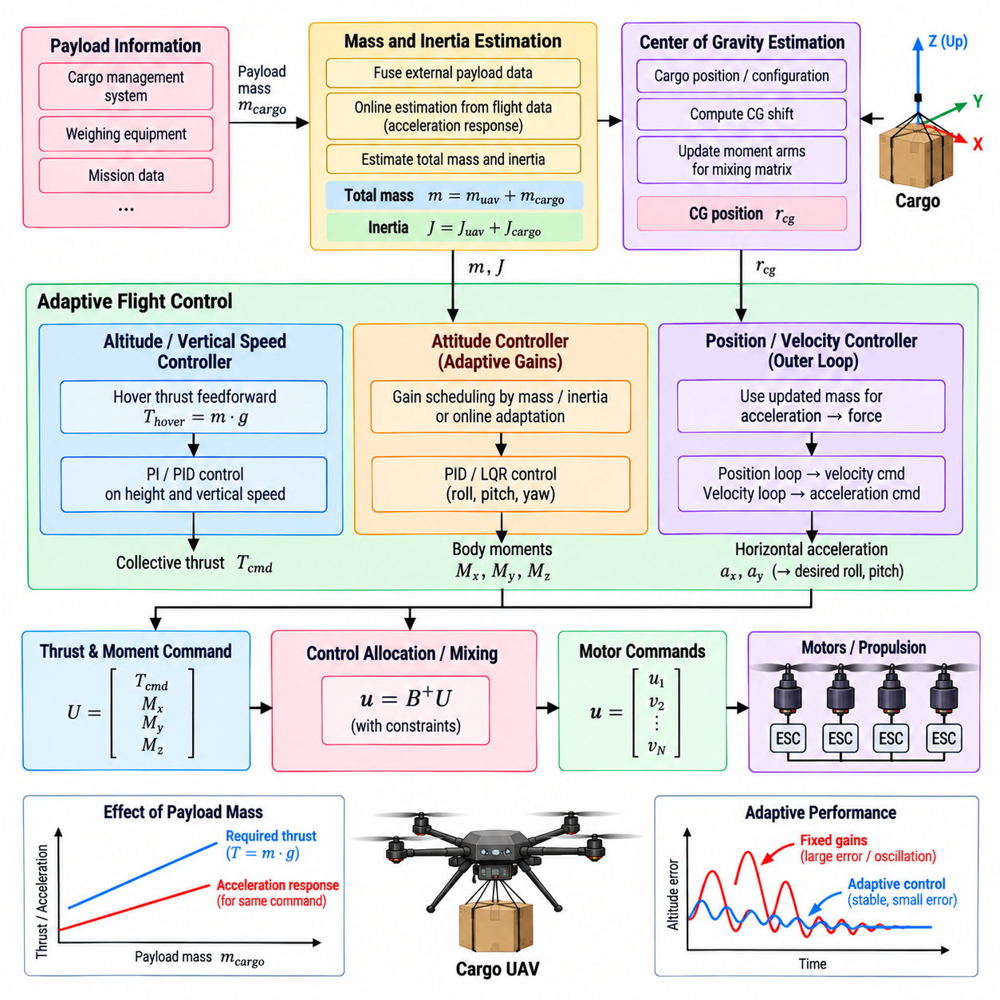 Payload Information
Cargo management
system
Weighing equipment
Mission data
...
Payload
mass
m_cargo
Mass and Inertia Estimation
Fuse external payload data
Online estimation from flight data
(acceleration response)
Estimate total mass and inertia
Total mass m = m_uav + m_cargo
Inertia J = J_uav + J_cargo
Center of Gravity Estimation
Cargo position / configuration
Compute CG shift
Update moment arms
for mixing matrix
CG position r_cg
Z (Up)
Y
X
Cargo
m, J
r_cg
Adaptive Flight Control
Altitude / Vertical Speed
Controller
Hover thrust feedforward
T_hover = m · g
PI / PID control
on height and vertical speed
Collective thrust T_cmd
Attitude Controller
(Adaptive Gains)
Gain scheduling by mass / inertia
or online adaptation
PID / LQR control
(roll, pitch, yaw)
Body moments
M_x, M_y, M_z
Position / Velocity Controller
(Outer Loop)
Use updated mass for
acceleration → force
Position loop → velocity cmd
Velocity loop → acceleration cmd
Horizontal acceleration
a_x, a_y (→ desired roll, pitch)
Thrust & Moment Command
U =
T_cmd
M_x
M_y
M_z
Control Allocation / Mixing
u = B⁺U
(with constraints)
Motor Commands
u =
u_1
v_2
⋮
v_N
Motors / Propulsion
ESC
ESC
ESC
ESC
Effect of Payload Mass
Thrust / Acceleration
Required thrust
(T = m · g)
Acceleration response
(for same command)
Payload mass m_cargo
Cargo UAV
Adaptive Performance
Altitude error
Fixed gains
(large error / oscillation)
Adaptive control
(stable, small error)
Time